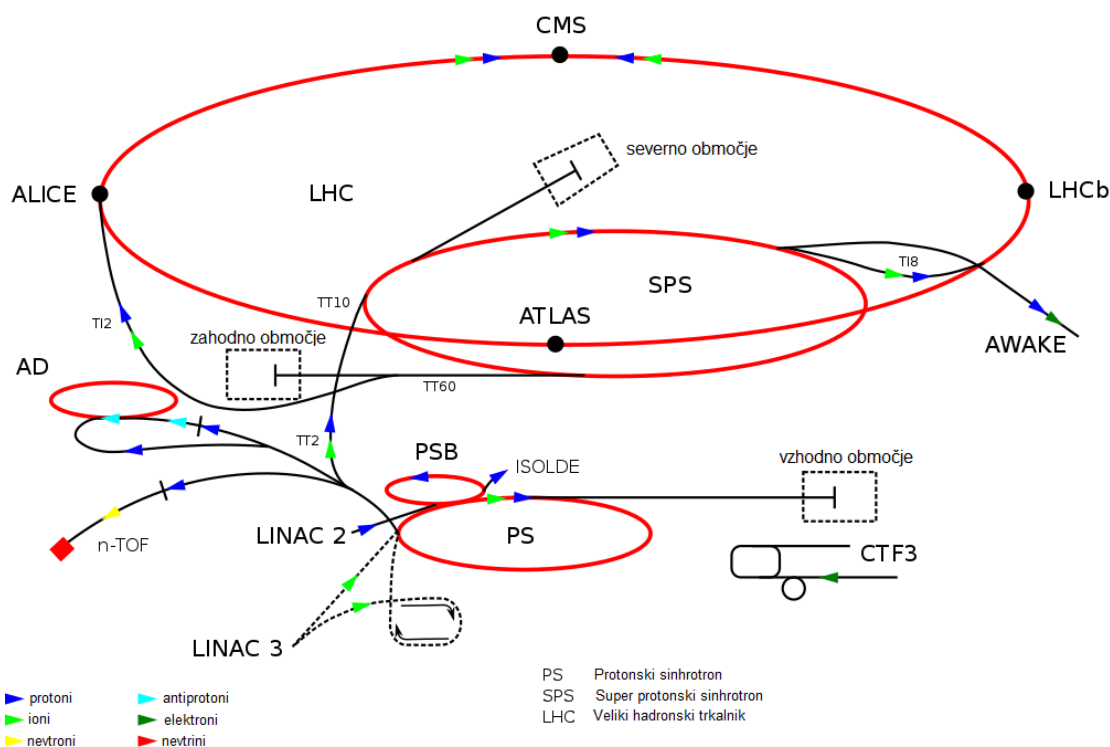 CMS
severno območje
ALICE
LHC
LHCb
TI8
SPS
TT10
ATLAS
TI2
zahodno območje
AWAKE
AD
TT60
TT2
PSB
ISOLDE
vzhodno območje
LINAC 2
PS
n-TOF
CTF3
LINAC 3
PS Protonski sinhrotron
SPS Super protonski sinhrotron
LHC Veliki hadronski trkalnik
protoni
antiprotoni
ioni
elektroni
nevtroni
nevtrini